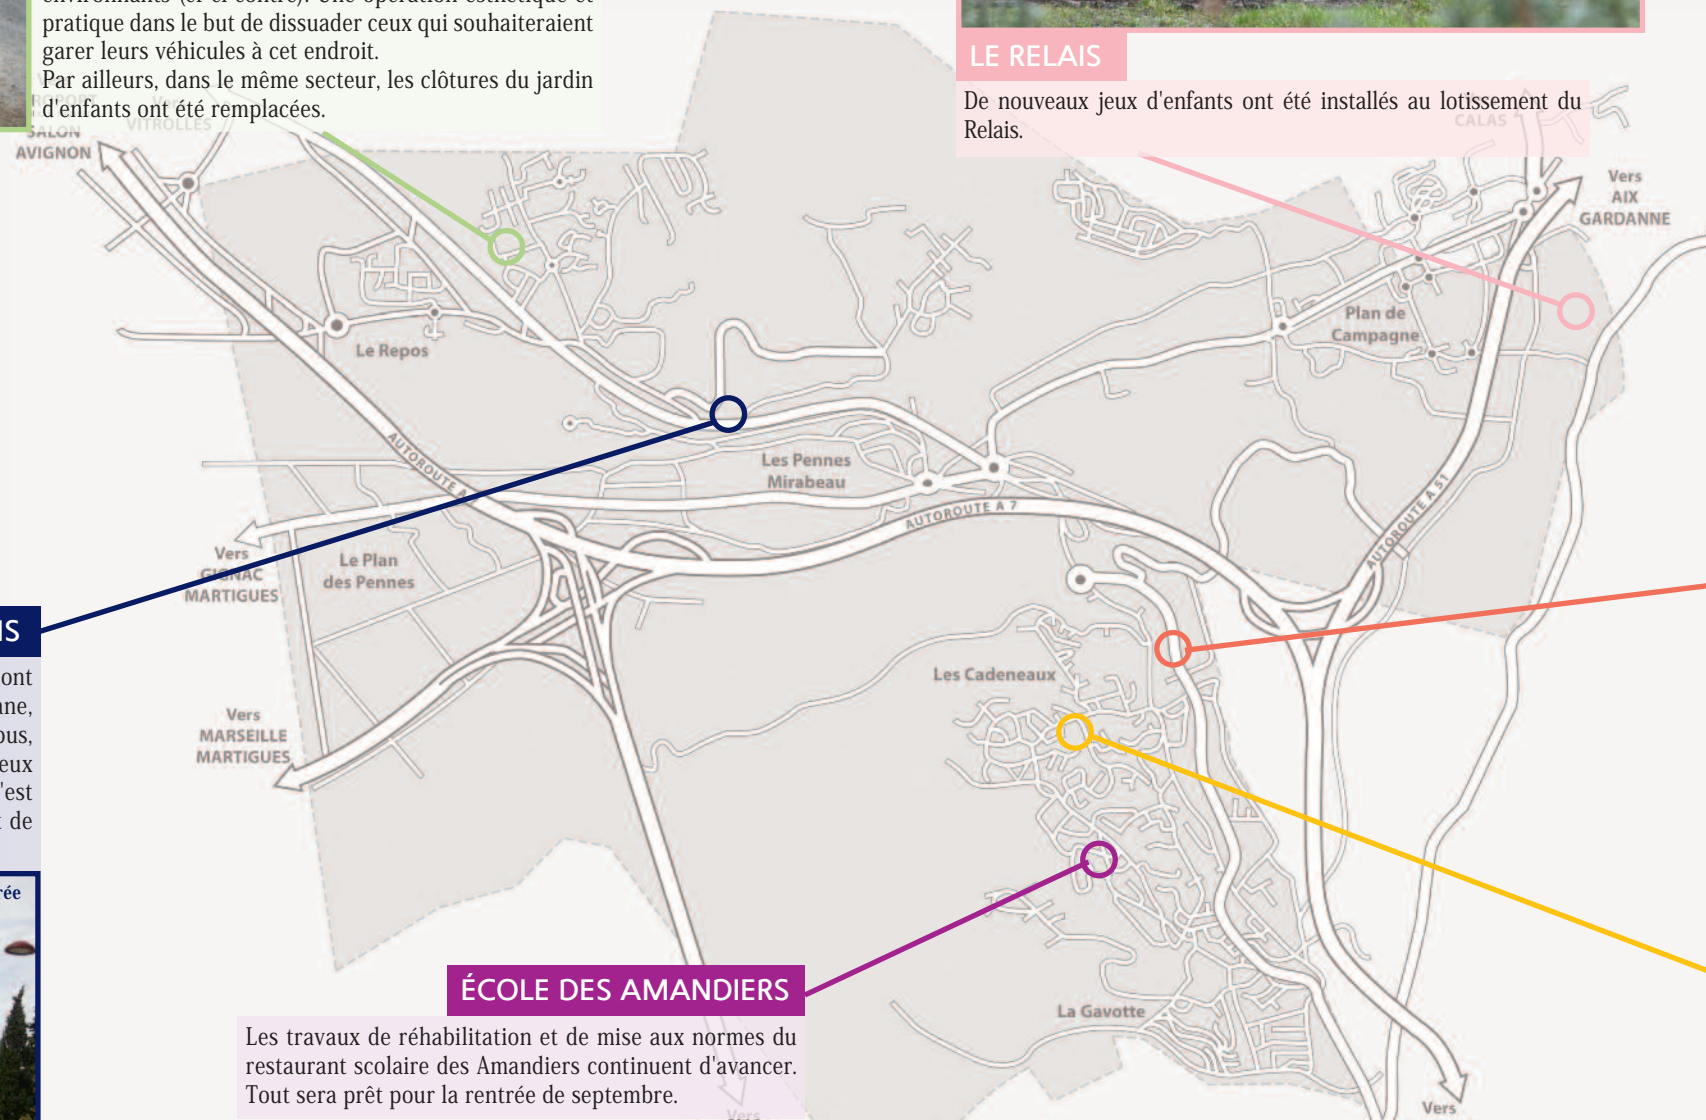 pratique dans le but de dissuader ceux qui souhaiteraient
garer leurs véhicules à cet endroit.
Par ailleurs, dans le même secteur, les clôtures du jardin
d'enfants ont été remplacées.
LE RELAIS
De nouveaux jeux d'enfants ont été installés au lotissement du
Relais.
VITROLLES
SALON
AVIGNON
CALAS
Vers
AIX
GARDANNE
Plan de
Campagne
Le Repos
AUTOROUTE A
Les Pennes
Mirabeau
AUTOROUTE A 7
AUTOROUTE A 51
Vers
GIGNAC
MARTIGUES
Le Plan
des Pennes
Les Cadeneaux
Vers
MARSEILLE
MARTIGUES
ont
eux
de
ÉCOLE DES AMANDIERS
Les travaux de réhabilitation et de mise aux normes du
restaurant scolaire des Amandiers continuent d'avancer.
Tout sera prêt pour la rentrée de septembre.
La Gavotte
Vers
Vers